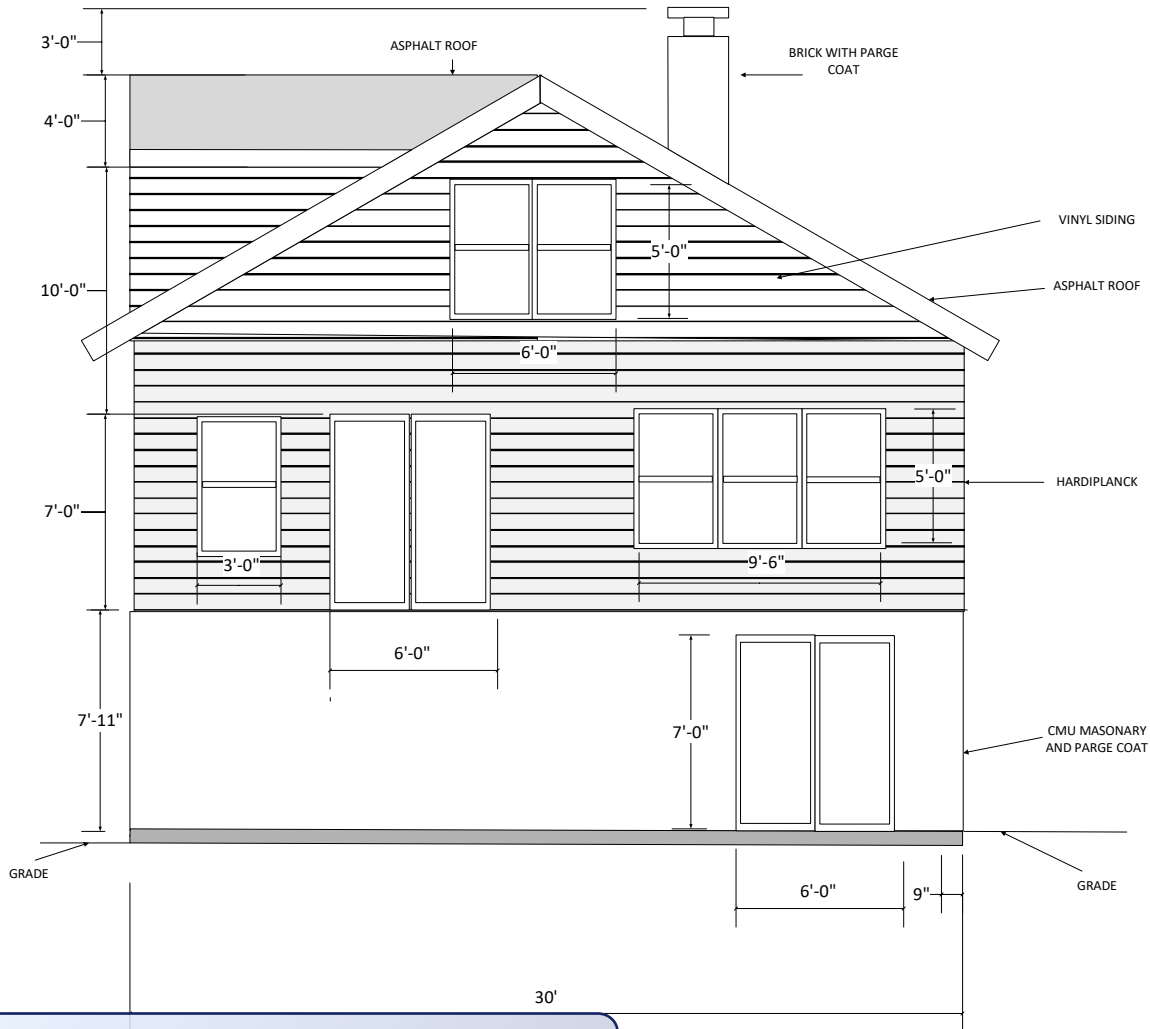 3'-0"
ASPHALT ROOF
BRICK WITH PARGE
COAT
4'-0"
VINYL SIDING
5'-0"
ASPHALT ROOF
10'-0"
6'-0"
5'-0"
HARDIPLANCK
7'-0"
3'-0"
9'-6"
6'-0"
7'-11"
7'-0"
CMU MASONARY
AND PARGE COAT
GRADE
6'-0"
9"
GRADE
30'